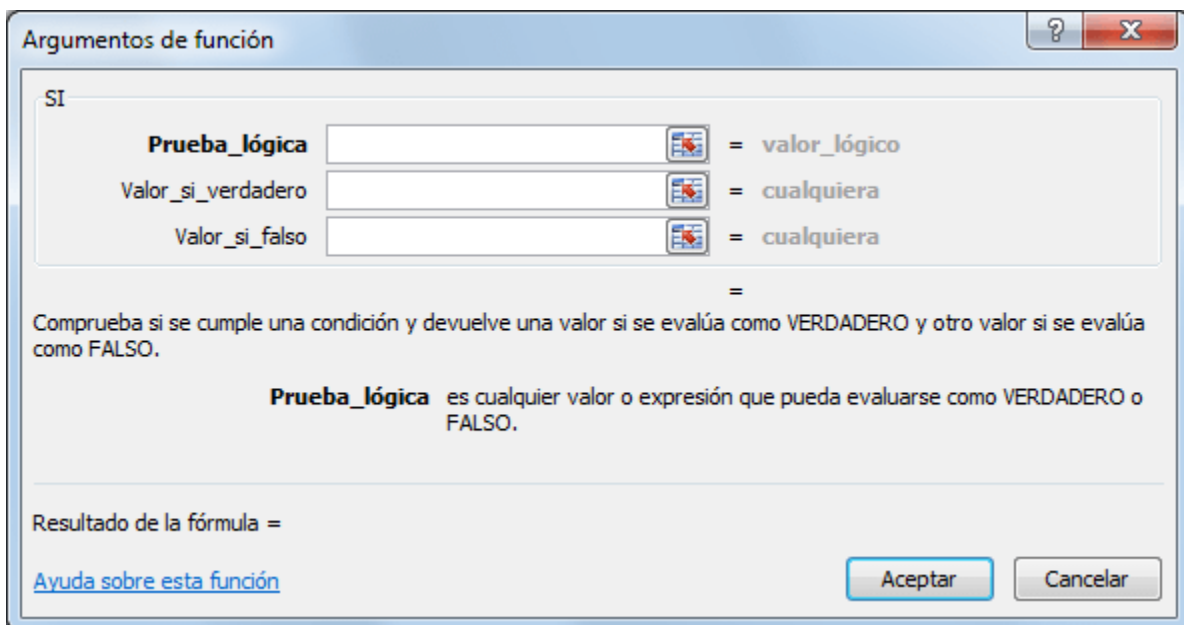 Argumentos de función
SI
Prueba_lógica = valor_lógico
Valor_si_verdadero = cualquiera
Valor_si_falso = cualquiera
=
Comprueba si se cumple una condición y devuelve una valor si se evalúa como VERDADERO y otro valor si se evalúa
como FALSO.
Prueba_lógica es cualquier valor o expresión que pueda evaluarse como VERDADERO o
FALSO.
Resultado de la fórmula =
Ayuda sobre esta función
Aceptar
Cancelar